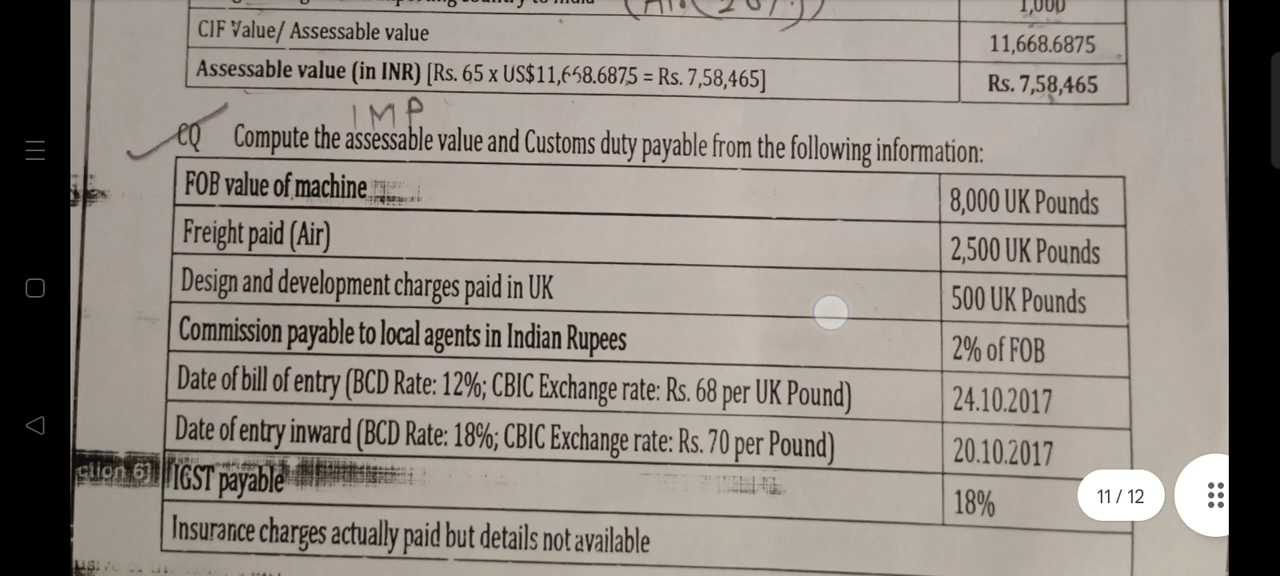 1,000
CIF Value/ Assessable value 11,668.6875
Assessable value (in INR) [Rs. 65 x US$11,668.6875 = Rs. 7,58,465] Rs. 7,58,465
IMP
CQ Compute the assessable value and Customs duty payable from the following information:
FOB value of machine 8,000 UK Pounds
Freight paid (Air) 2,500 UK Pounds
Design and development charges paid in UK 500 UK Pounds
Commission payable to local agents in Indian Rupees 2% of FOB
Date of bill of entry (BCD Rate: 12%; CBIC Exchange rate: Rs. 68 per UK Pound) 24.10.2017
Date of entry inward (BCD Rate: 18%; CBIC Exchange rate: Rs. 70 per Pound) 20.10.2017
IGST payable 18%
Insurance charges actually paid but details not available
11 / 12